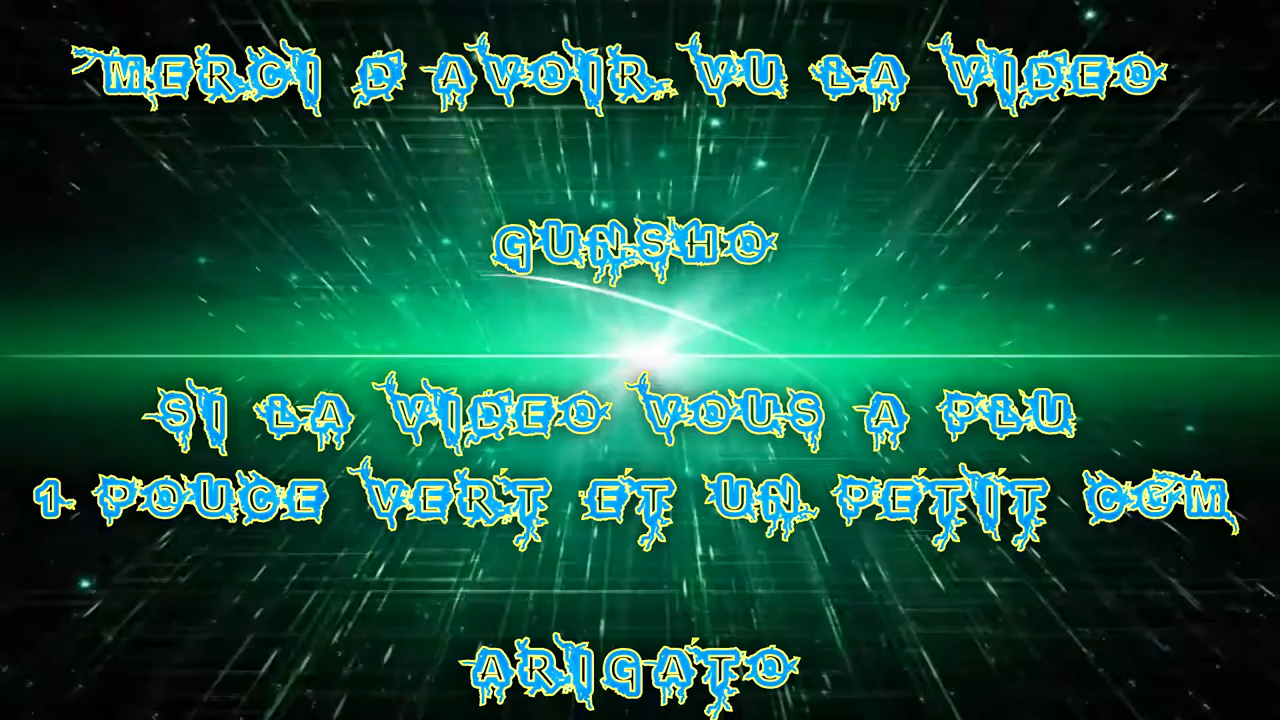 MERCI D AVOIR VU LA VIDEO
GUNSHO
SI LA VIDEO VOUS A PLU
1 POUCE VERT ET UN PETIT COM
ARIGATO